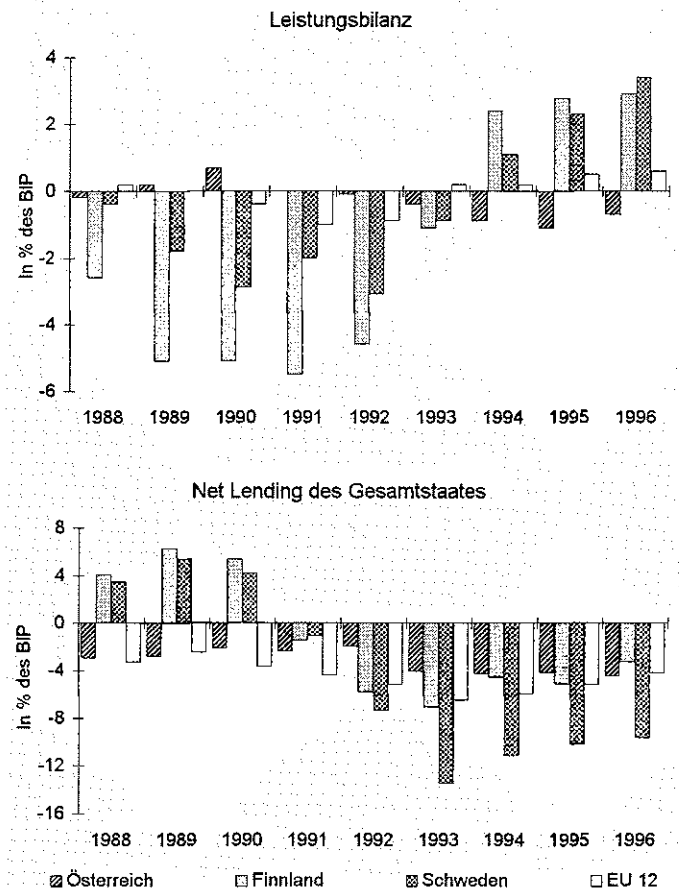 Leistungsbilanz
4
2
0
-2
-4
-6
In % des BIP
1988 1989 1990 1991 1992 1993 1994 1995 1996
Net Lending des Gesamtstaates
8
4
0
-4
-8
-12
-16
In % des BIP
1988 1989 1990 1991 1992 1993 1994 1995 1996
Österreich Finnland Schweden EU 12